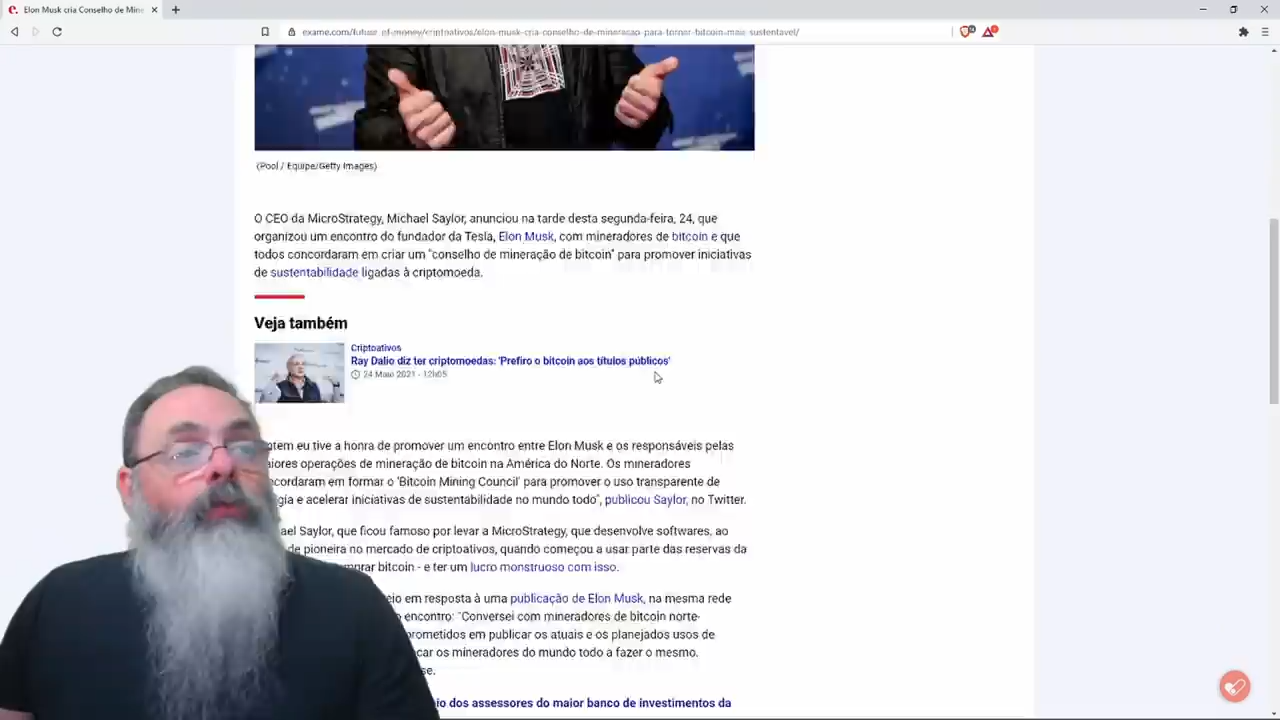 Elon Musk cria Conselho de Mine
exame.com/future-of-money/criptoativos/elon-musk-cria-conselho-de-mineracao-para-tornar-bitcoin-mais-sustentavel/
(Pool / Equipe/Getty Images)
O CEO da MicroStrategy, Michael Saylor, anunciou na tarde desta segunda-feira, 24, que
organizou um encontro do fundador da Tesla, Elon Musk, com mineradores de bitcoin e que
todos concordaram em criar um "conselho de mineração de bitcoin" para promover iniciativas
de sustentabilidade ligadas à criptomoeda.
Veja também
Criptoativos
Ray Dalio diz ter criptomoedas: 'Prefiro o bitcoin aos títulos públicos'
24 Maio 2021 - 12h05
ntem eu tive a honra de promover um encontro entre Elon Musk e os responsáveis pelas
aiores operações de mineração de bitcoin na América do Norte. Os mineradores
ncordaram em formar o 'Bitcoin Mining Council' para promover o uso transparente de
gia e acelerar iniciativas de sustentabilidade no mundo todo", publicou Saylor, no Twitter.
ael Saylor, que ficou famoso por levar a MicroStrategy, que desenvolve softwares, ao
de pioneira no mercado de criptoativos, quando começou a usar parte das reservas da
mprar bitcoin - e ter um lucro monstruoso com isso.
eio em resposta à uma publicação de Elon Musk, na mesma rede
encontro: "Conversei com mineradores de bitcoin norte-
prometidos em publicar os atuais e os planejados usos de
car os mineradores do mundo todo a fazer o mesmo.
se.
io dos assessores do maior banco de investimentos da